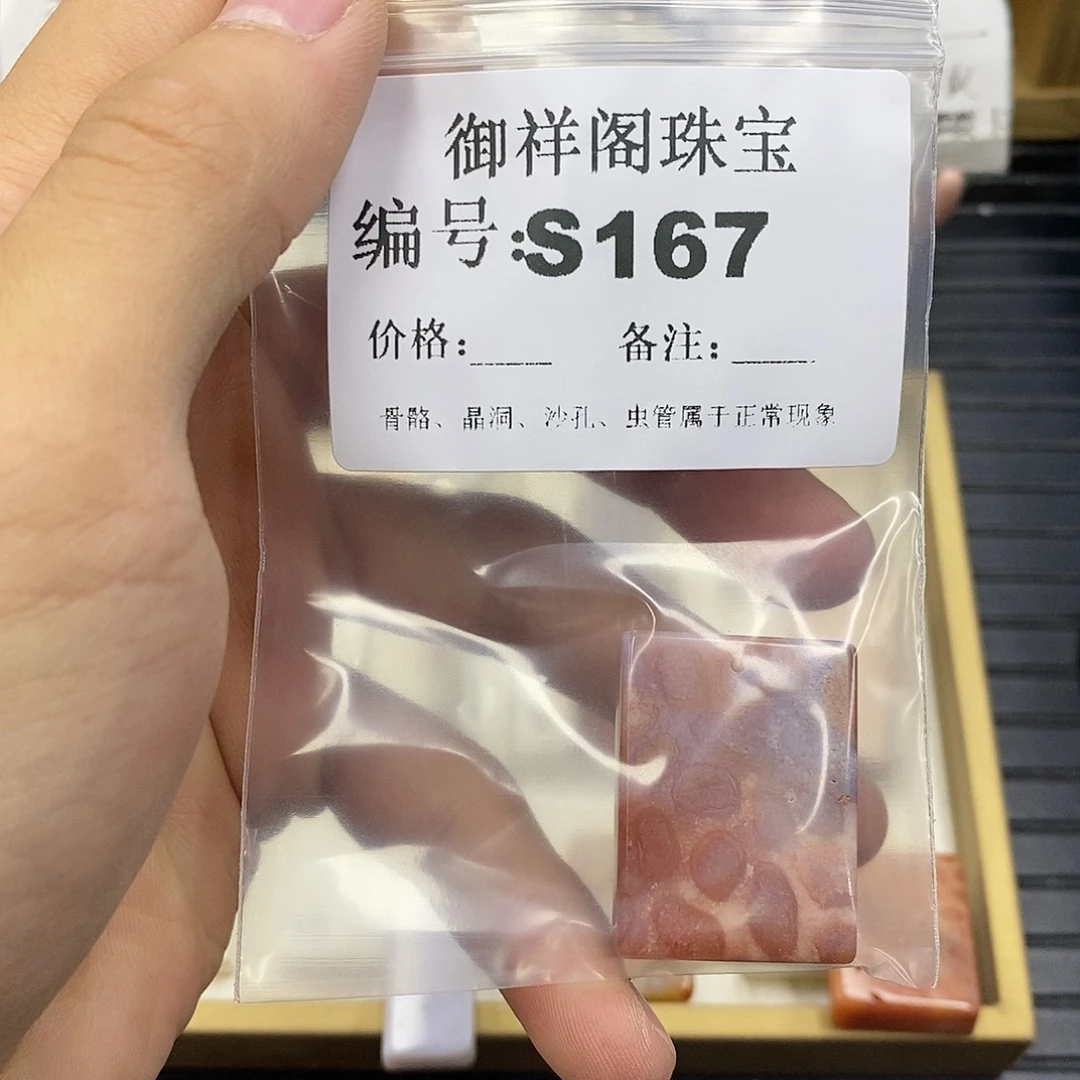 御祥阁珠宝
编号:S167
价格:____ 备注:____
骨骼、晶洞、沙孔、虫管属于正常现象